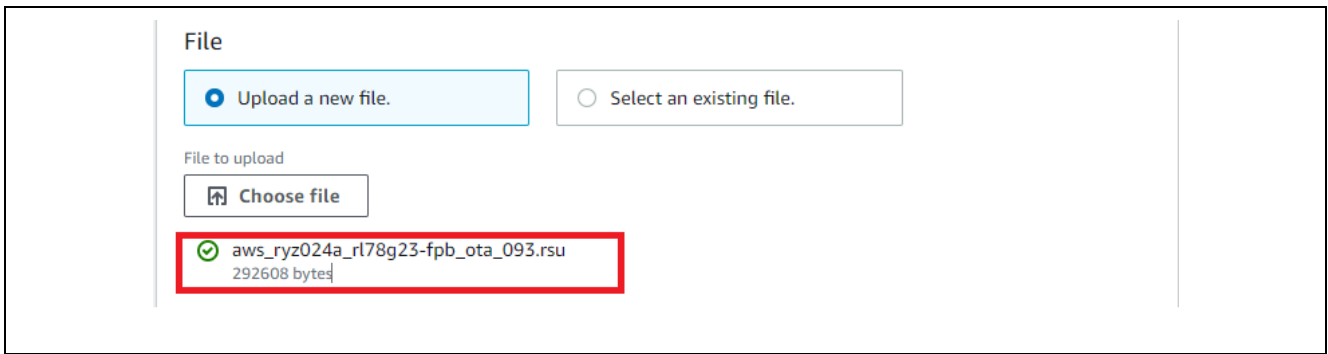 File
Upload a new file.
Select an existing file.
File to upload
Choose file
aws_ryz024a_rl78g23-fpb_ota_093.rsu
292608 bytes